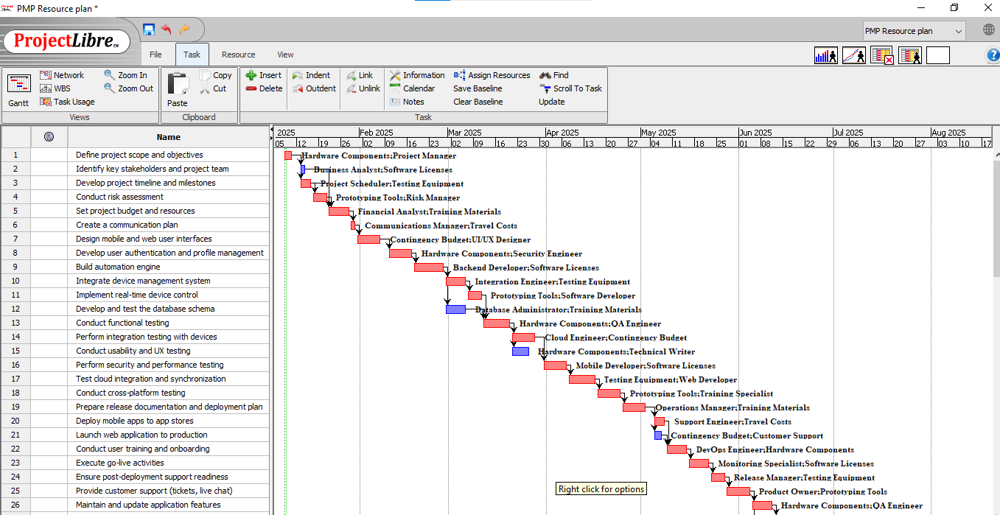 PMP Resource plan *
ProjectLibre™
PMP Resource plan
File Task Resource View
Network Zoom In Copy Insert Indent Link Information Assign Resources Find
WBS Zoom Out Cut Delete Outdent Unlink Calendar Save Baseline Scroll To Task
Gantt Task Usage Paste Notes Clear Baseline Update
Views Clipboard Task
Name
2025 Feb 2025 Mar 2025 Apr 2025 May 2025 Jun 2025 Jul 2025 Aug 2025
05 12 19 26 02 09 16 23 02 09 16 23 30 06 13 20 27 04 11 18 25 01 08 15 22 29 06 13 20 27 03 10 17
1 Define project scope and objectives Hardware Components;Project Manager
2 Identify key stakeholders and project team Business Analyst;Software Licenses
3 Develop project timeline and milestones Project Scheduler;Testing Equipment
4 Conduct risk assessment Prototyping Tools;Risk Manager
5 Set project budget and resources Financial Analyst;Training Materials
6 Create a communication plan Communications Manager;Travel Costs
7 Design mobile and web user interfaces Contingency Budget;UI/UX Designer
8 Develop user authentication and profile management Hardware Components;Security Engineer
9 Build automation engine Backend Developer;Software Licenses
10 Integrate device management system Integration Engineer;Testing Equipment
11 Implement real-time device control Prototyping Tools;Software Developer
12 Develop and test the database schema Database Administrator;Training Materials
13 Conduct functional testing Hardware Components;QA Engineer
14 Perform integration testing with devices Cloud Engineer;Contingency Budget
15 Conduct usability and UX testing Hardware Components;Technical Writer
16 Perform security and performance testing Mobile Developer;Software Licenses
17 Test cloud integration and synchronization Testing Equipment;Web Developer
18 Conduct cross-platform testing Prototyping Tools;Training Specialist
19 Prepare release documentation and deployment plan Operations Manager;Training Materials
20 Deploy mobile apps to app stores Support Engineer;Travel Costs
21 Launch web application to production Contingency Budget;Customer Support
22 Conduct user training and onboarding DevOps Engineer;Hardware Components
23 Execute go-live activities Monitoring Specialist;Software Licenses
24 Ensure post-deployment support readiness Release Manager;Testing Equipment
25 Provide customer support (tickets, live chat) Product Owner;Prototyping Tools
26 Maintain and update application features Hardware Components;QA Engineer
Right click for options